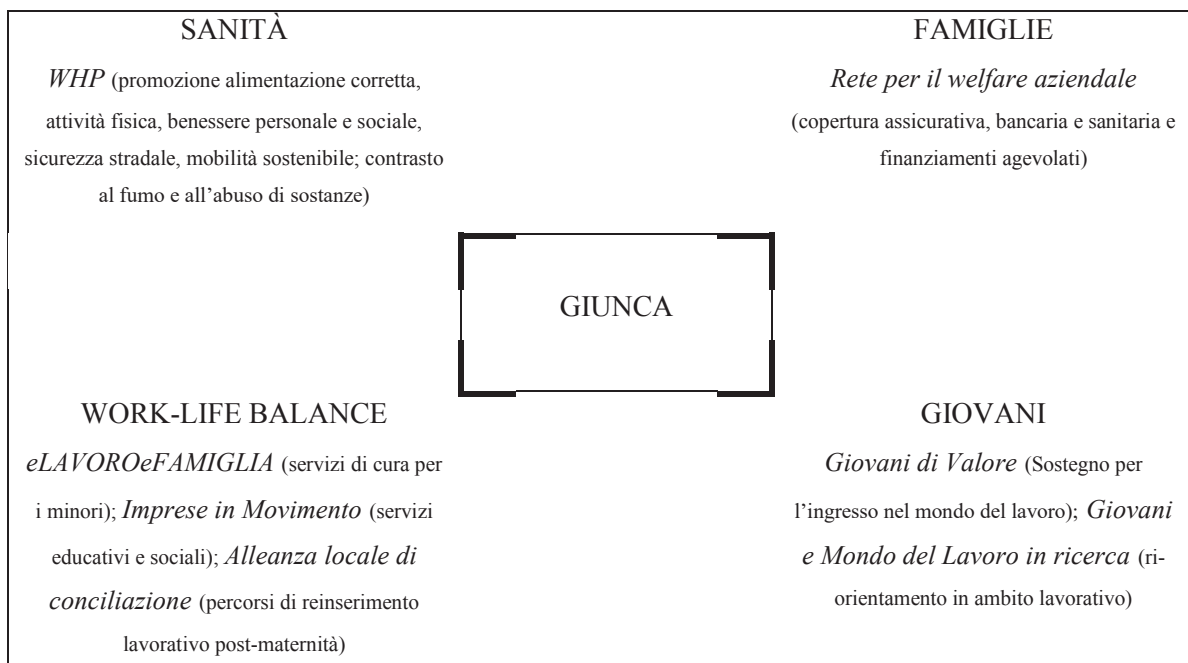 SANITÀ
WHP (promozione alimentazione corretta,
attività fisica, benessere personale e sociale,
sicurezza stradale, mobilità sostenibile; contrasto
al fumo e all’abuso di sostanze)
FAMIGLIE
Rete per il welfare aziendale
(copertura assicurativa, bancaria e sanitaria e
finanziamenti agevolati)
GIUNCA
WORK-LIFE BALANCE
eLAVOROeFAMIGLIA (servizi di cura per
i minori); Imprese in Movimento (servizi
educativi e sociali); Alleanza locale di
conciliazione (percorsi di reinserimento
lavorativo post-maternità)
GIOVANI
Giovani di Valore (Sostegno per
l’ingresso nel mondo del lavoro); Giovani
e Mondo del Lavoro in ricerca (ri-
orientamento in ambito lavorativo)